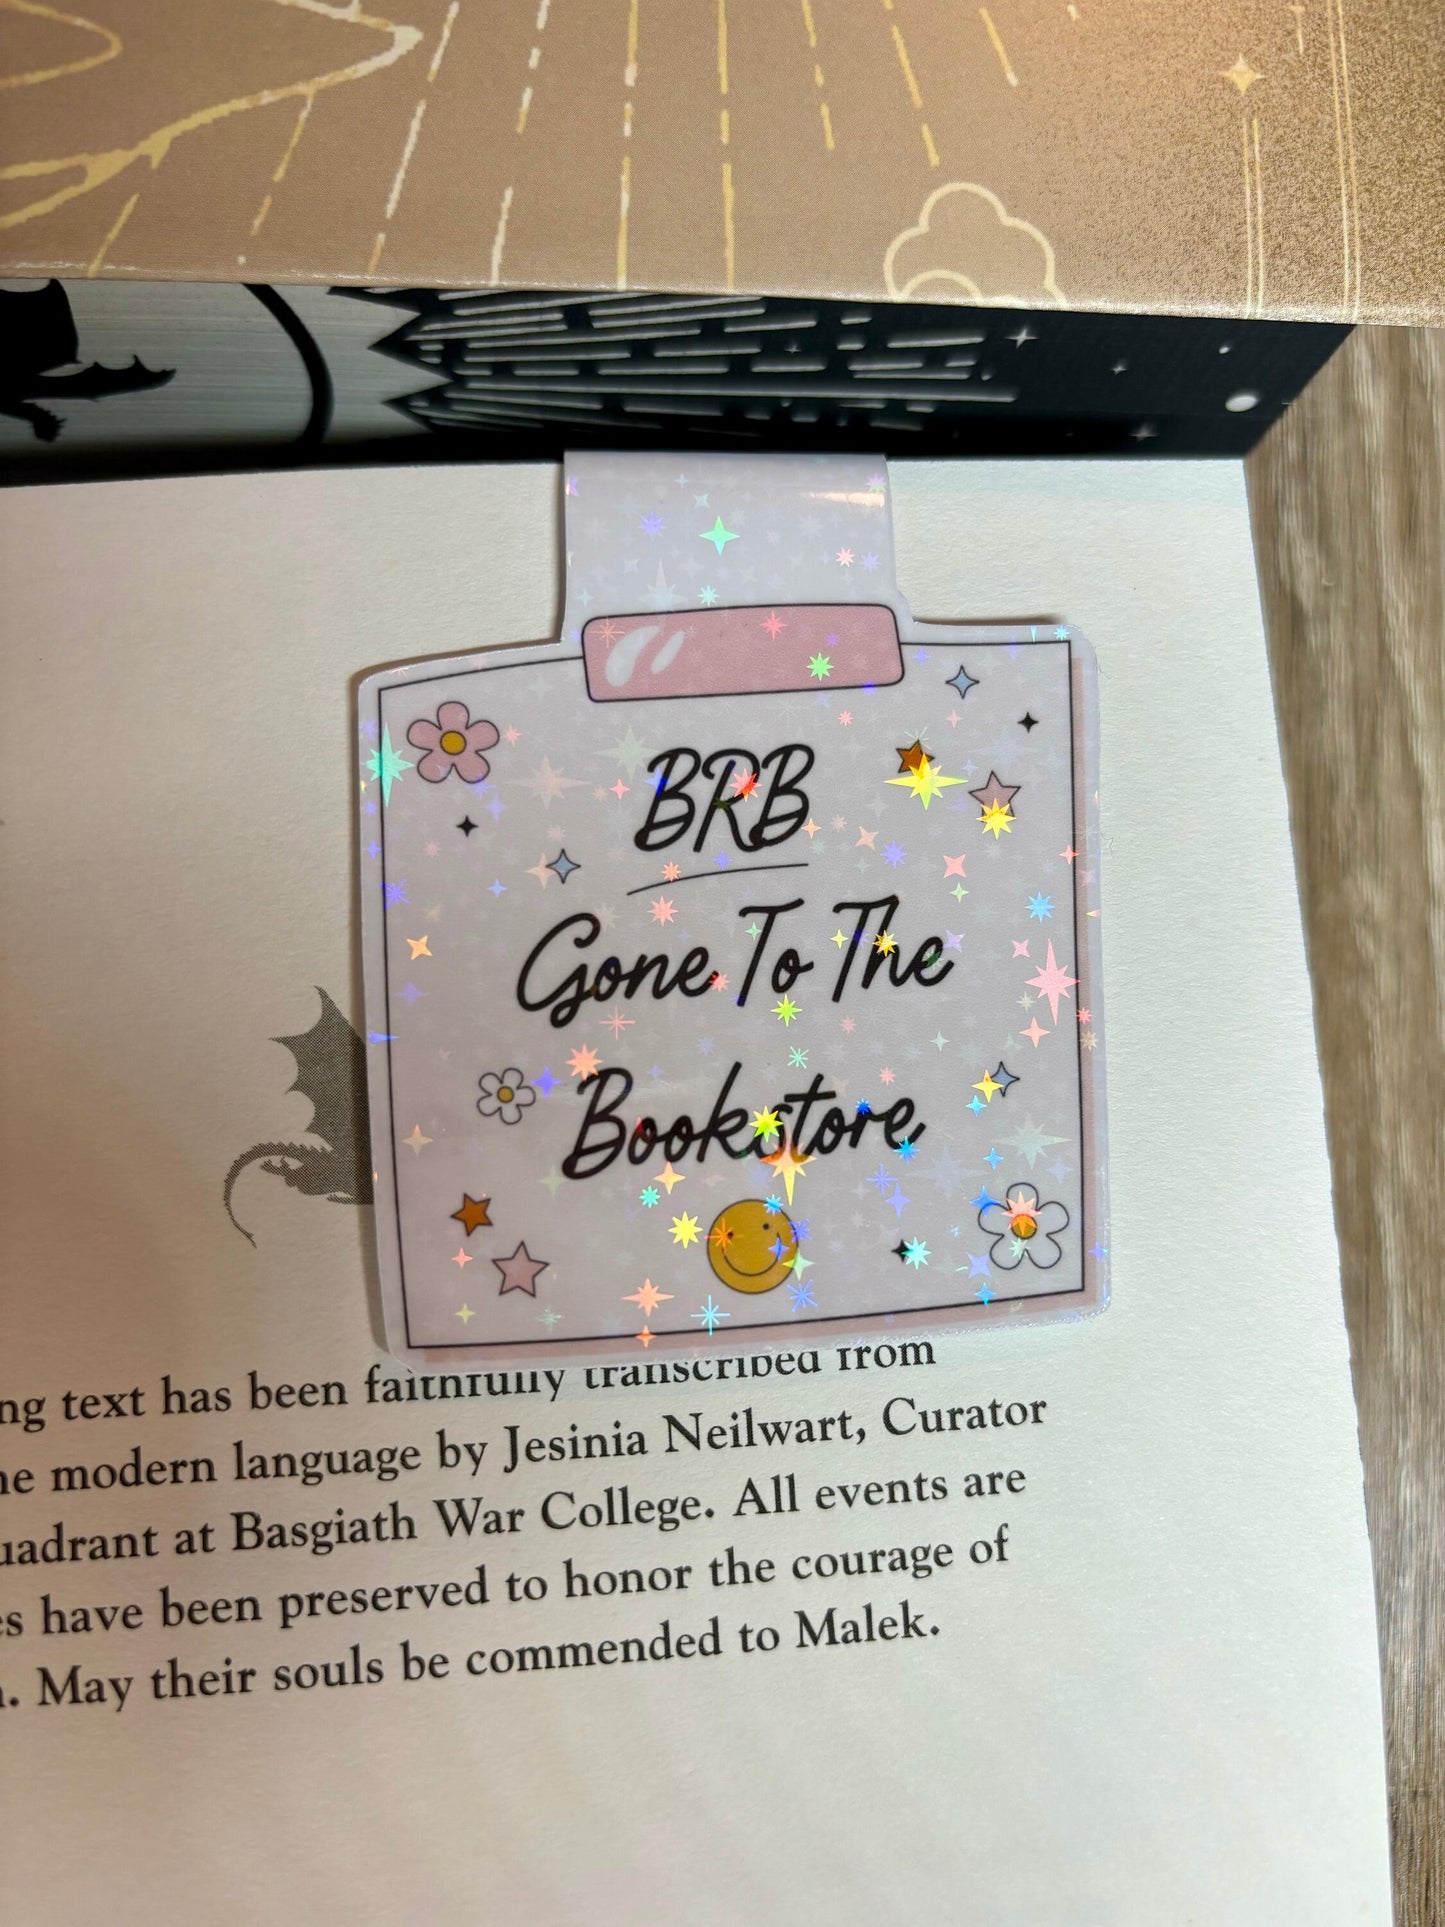 BRB
Gone To The
Bookstore
ng text has been faithfully transcribed from
he modern language by Jesinia Neilwart, Curator
uadrant at Basgiath War College. All events are
es have been preserved to honor the courage of
. May their souls be commended to Malek.